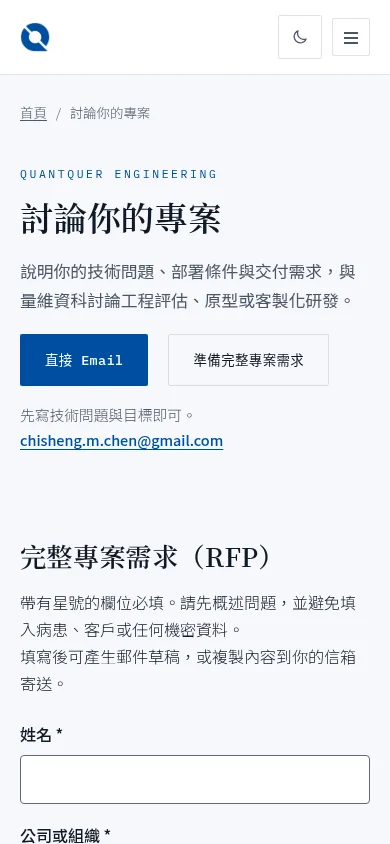 首頁 / 討論你的專案
QUANTQUER ENGINEERING
討論你的專案
說明你的技術問題、部署條件與交付需求，與
量維資科討論工程評估、原型或客製化研發。
直接 Email
準備完整專案需求
先寫技術問題與目標即可。
chisheng.m.chen@gmail.com
完整專案需求（RFP）
帶有星號的欄位必填。請先概述問題，並避免填
入病患、客戶或任何機密資料。
填寫後可產生郵件草稿，或複製內容到你的信箱
寄送。
姓名 *
公司或組織 *